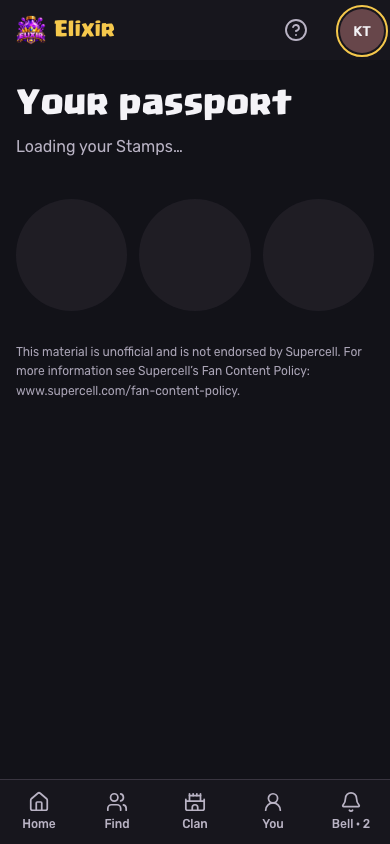 Elixir
KT
Your passport
Loading your Stamps…
This material is unofficial and is not endorsed by Supercell. For
more information see Supercell's Fan Content Policy:
www.supercell.com/fan-content-policy.
Home
Find
Clan
You
Bell • 2